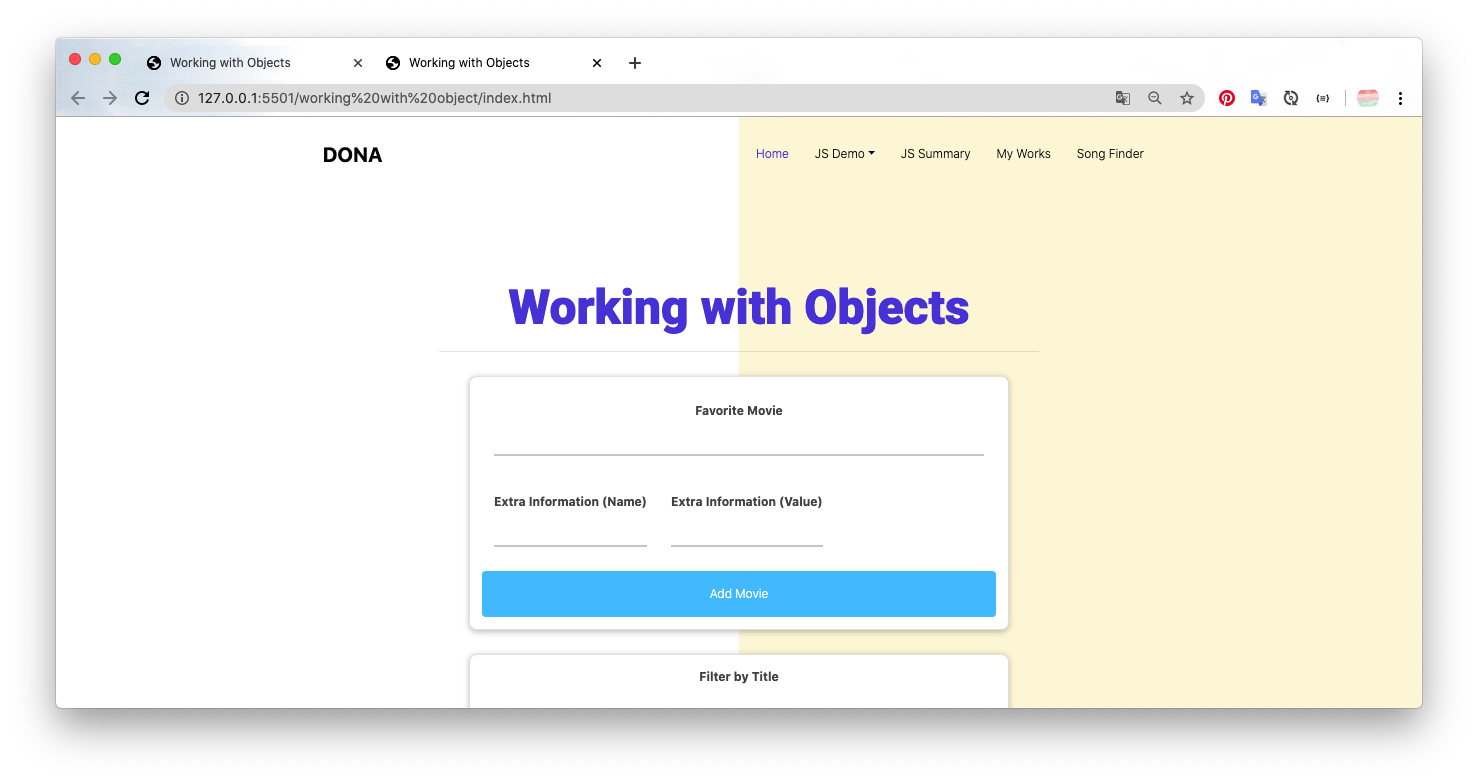 Working with Objects Working with Objects
127.0.0.1:5501/working%20with%20object/index.html
DONA Home JS Demo JS Summary My Works Song Finder
Working with Objects
Favorite Movie
Extra Information (Name) Extra Information (Value)
Add Movie
Filter by Title